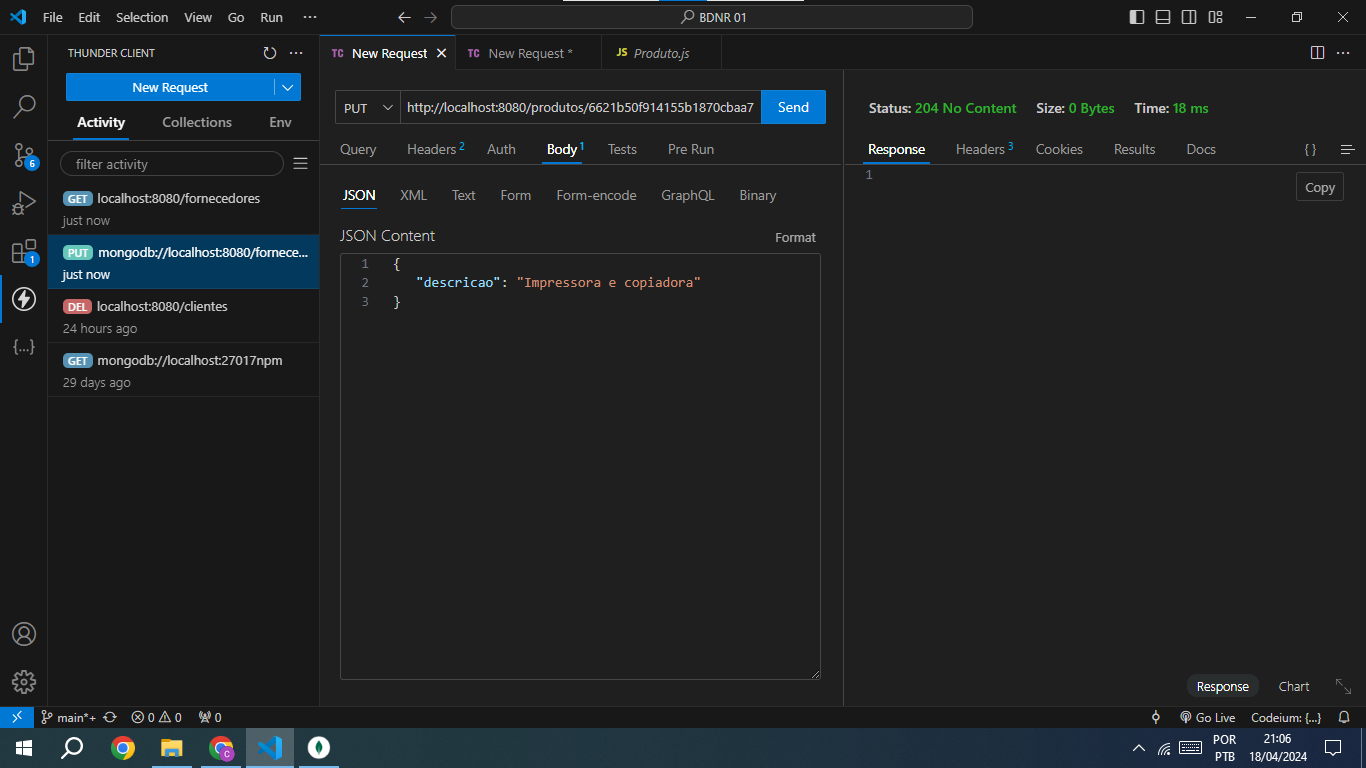 File Edit Selection View Go Run ···
BDNR 01
THUNDER CLIENT
New Request
Activity Collections Env
filter activity
GET localhost:8080/fornecedores
just now
PUT mongodb://localhost:8080/fornece...
just now
DEL localhost:8080/clientes
24 hours ago
GET mongodb://localhost:27017npm
29 days ago
6
1
TC New Request
TC New Request *
JS Produto.js
PUT http://localhost:8080/produtos/6621b50f914155b1870cbaa7 Send
Query Headers 2 Auth Body 1 Tests Pre Run
JSON XML Text Form Form-encode GraphQL Binary
JSON Content Format
1 {
2 "descricao": "Impressora e copiadora"
3 }
Status: 204 No Content Size: 0 Bytes Time: 18 ms
Response Headers 3 Cookies Results Docs { }
1
Copy
Response Chart
main*+ 0 0 0
Go Live Codeium: {...}
POR
PTB
21:06
18/04/2024